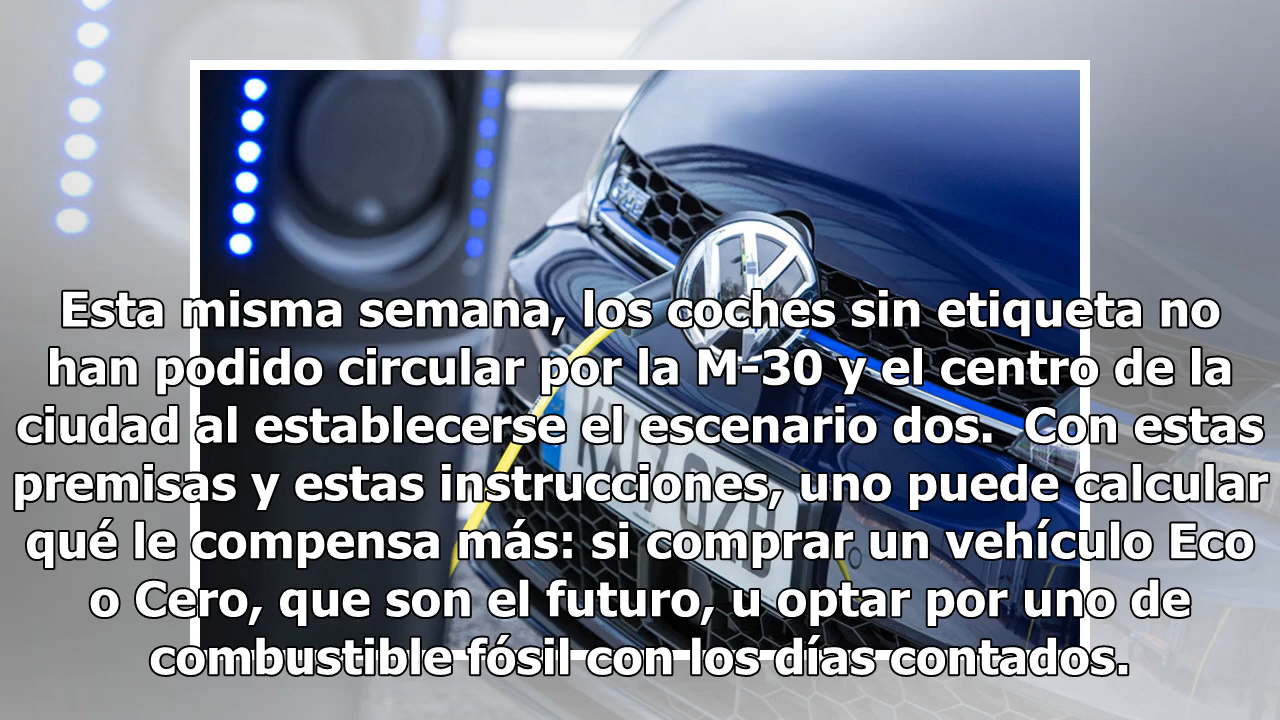 Esta misma semana, los coches sin etiqueta no
han podido circular por la M-30 y el centro de la
ciudad al establecerse el escenario dos.  Con estas
premisas y estas instrucciones, uno puede calcular
qué le compensa más: si comprar un vehículo Eco
o Cero, que son el futuro, u optar por uno de
combustible fósil con los días contados.